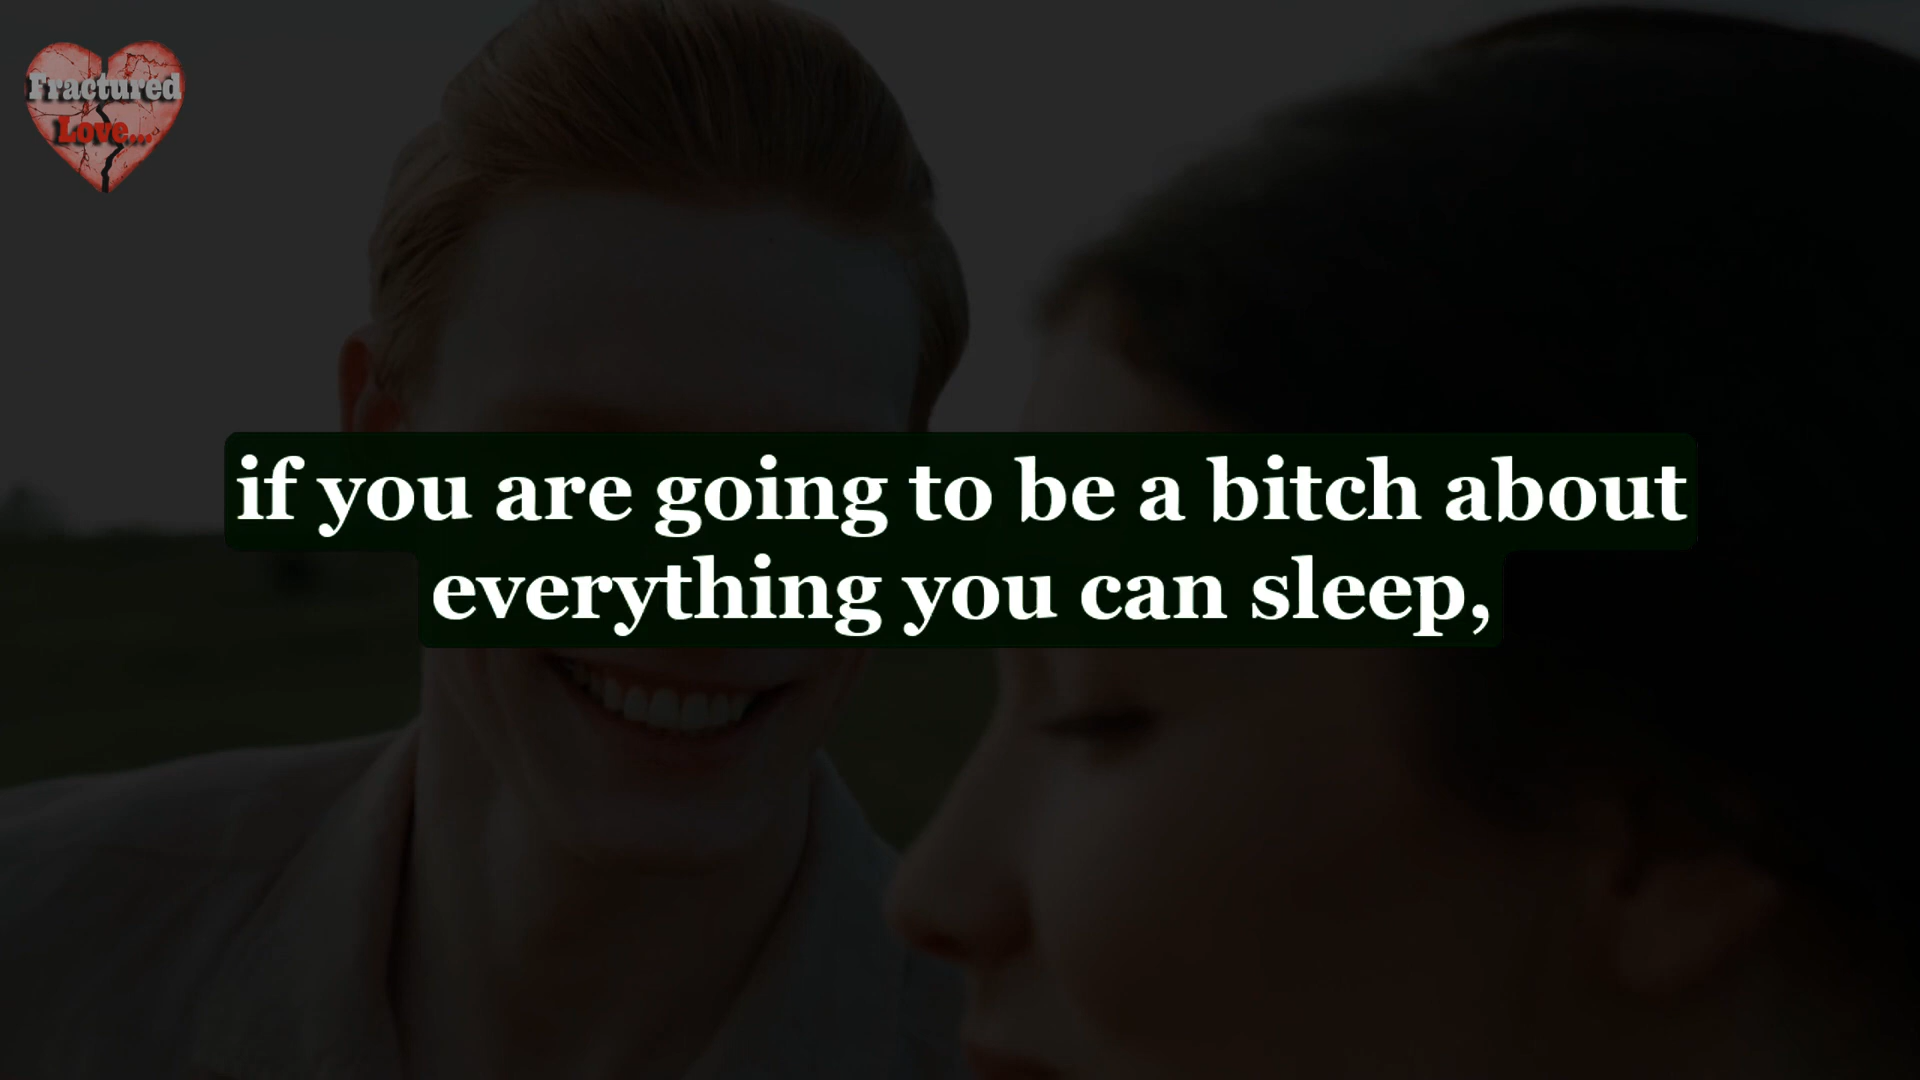 Fractured
Love...
if you are going to be a bitch about
everything you can sleep,